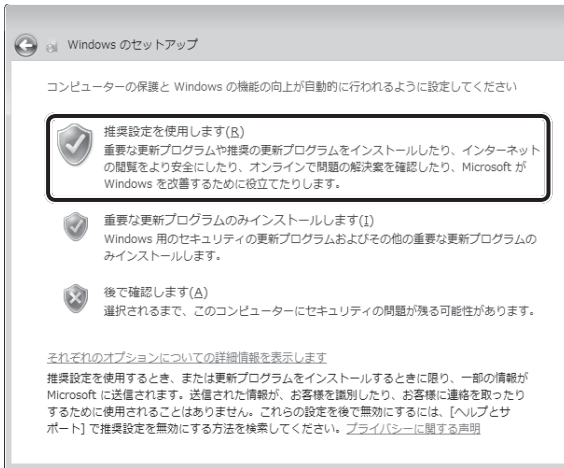 Windows のセットアップ
コンピューターの保護と Windows の機能の向上が自動的に行われるように設定してください
推奨設定を使用します(R)
重要な更新プログラムや推奨の更新プログラムをインストールしたり、インターネット
の閲覧をより安全にしたり、オンラインで問題の解決案を確認したり、Microsoft が
Windows を改善するために役立てたりします。
重要な更新プログラムのみインストールします(I)
Windows 用のセキュリティの更新プログラムおよびその他の重要な更新プログラムの
みインストールします。
後で確認します(A)
選択されるまで、このコンピューターにセキュリティの問題が残る可能性があります。
それぞれのオプションについての詳細情報を表示します
推奨設定を使用するとき、または更新プログラムをインストールするときに限り、一部の情報が
Microsoft に送信されます。送信された情報が、お客様を識別したり、お客様に連絡を取ったり
するために使用されることはありません。これらの設定を後で無効にするには、[ヘルプとサ
ポート] で推奨設定を無効にする方法を検索してください。プライバシーに関する声明